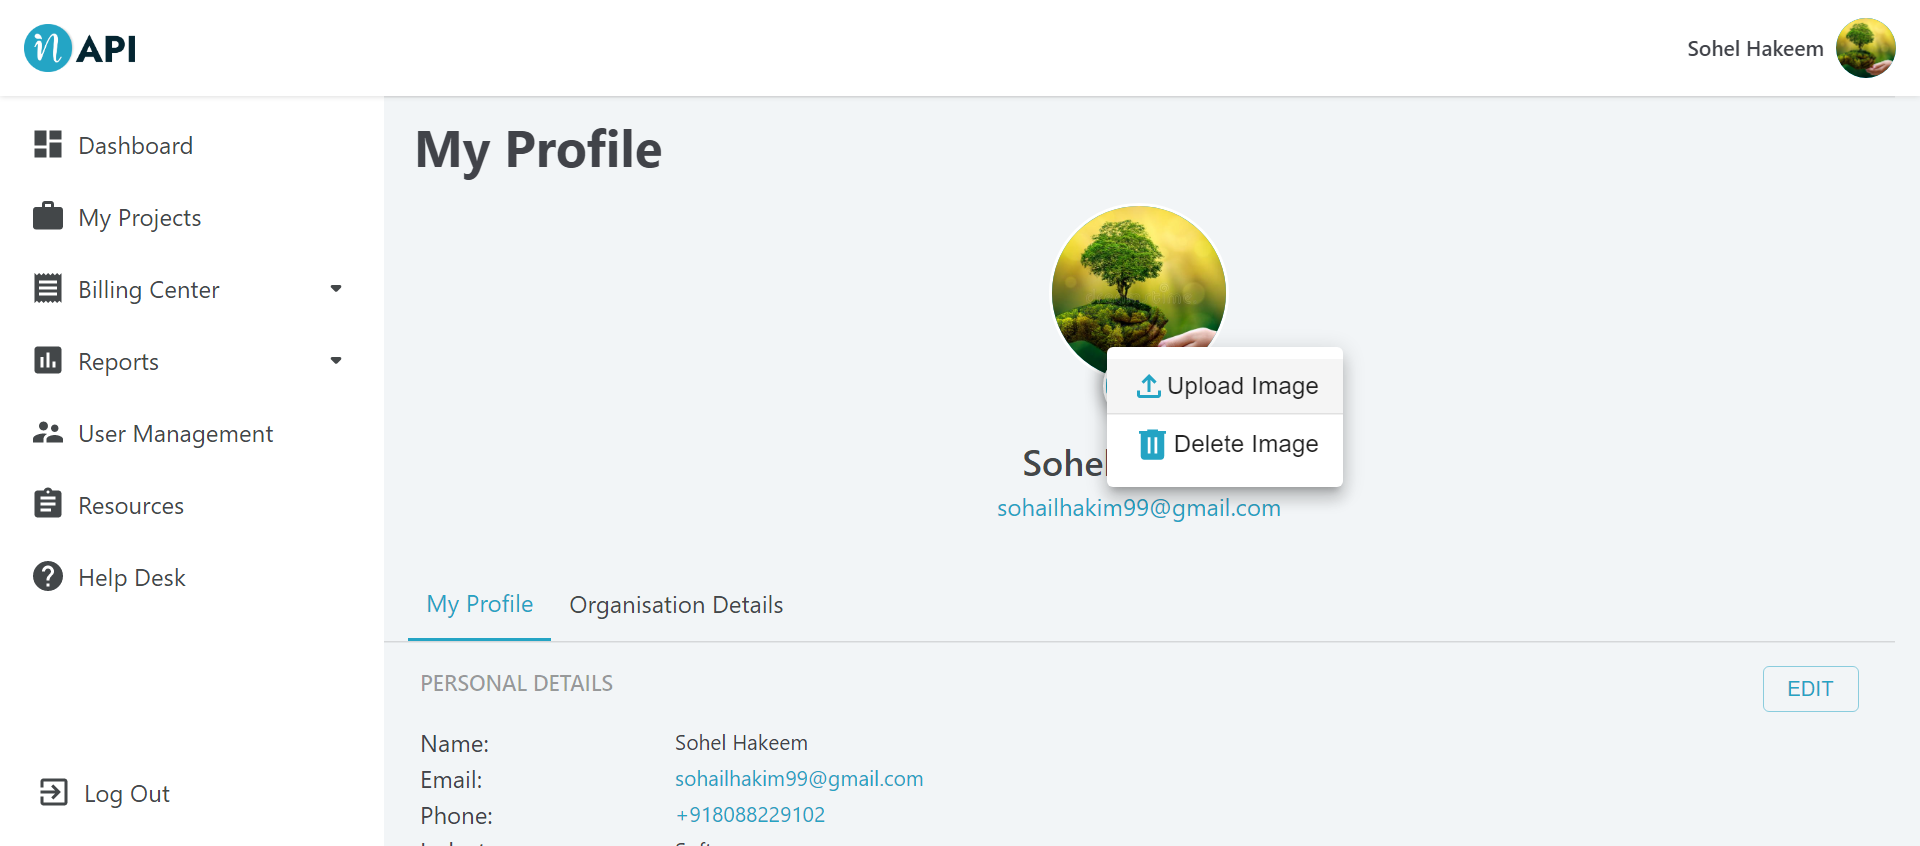 n API
Sohel Hakeem
Dashboard
My Projects
Billing Center
Reports
User Management
Resources
Help Desk
Log Out
My Profile
Upload Image
Delete Image
Sohel
sohailhakim99@gmail.com
My Profile
Organisation Details
PERSONAL DETAILS
EDIT
Name: Sohel Hakeem
Email: sohailhakim99@gmail.com
Phone: +918088229102